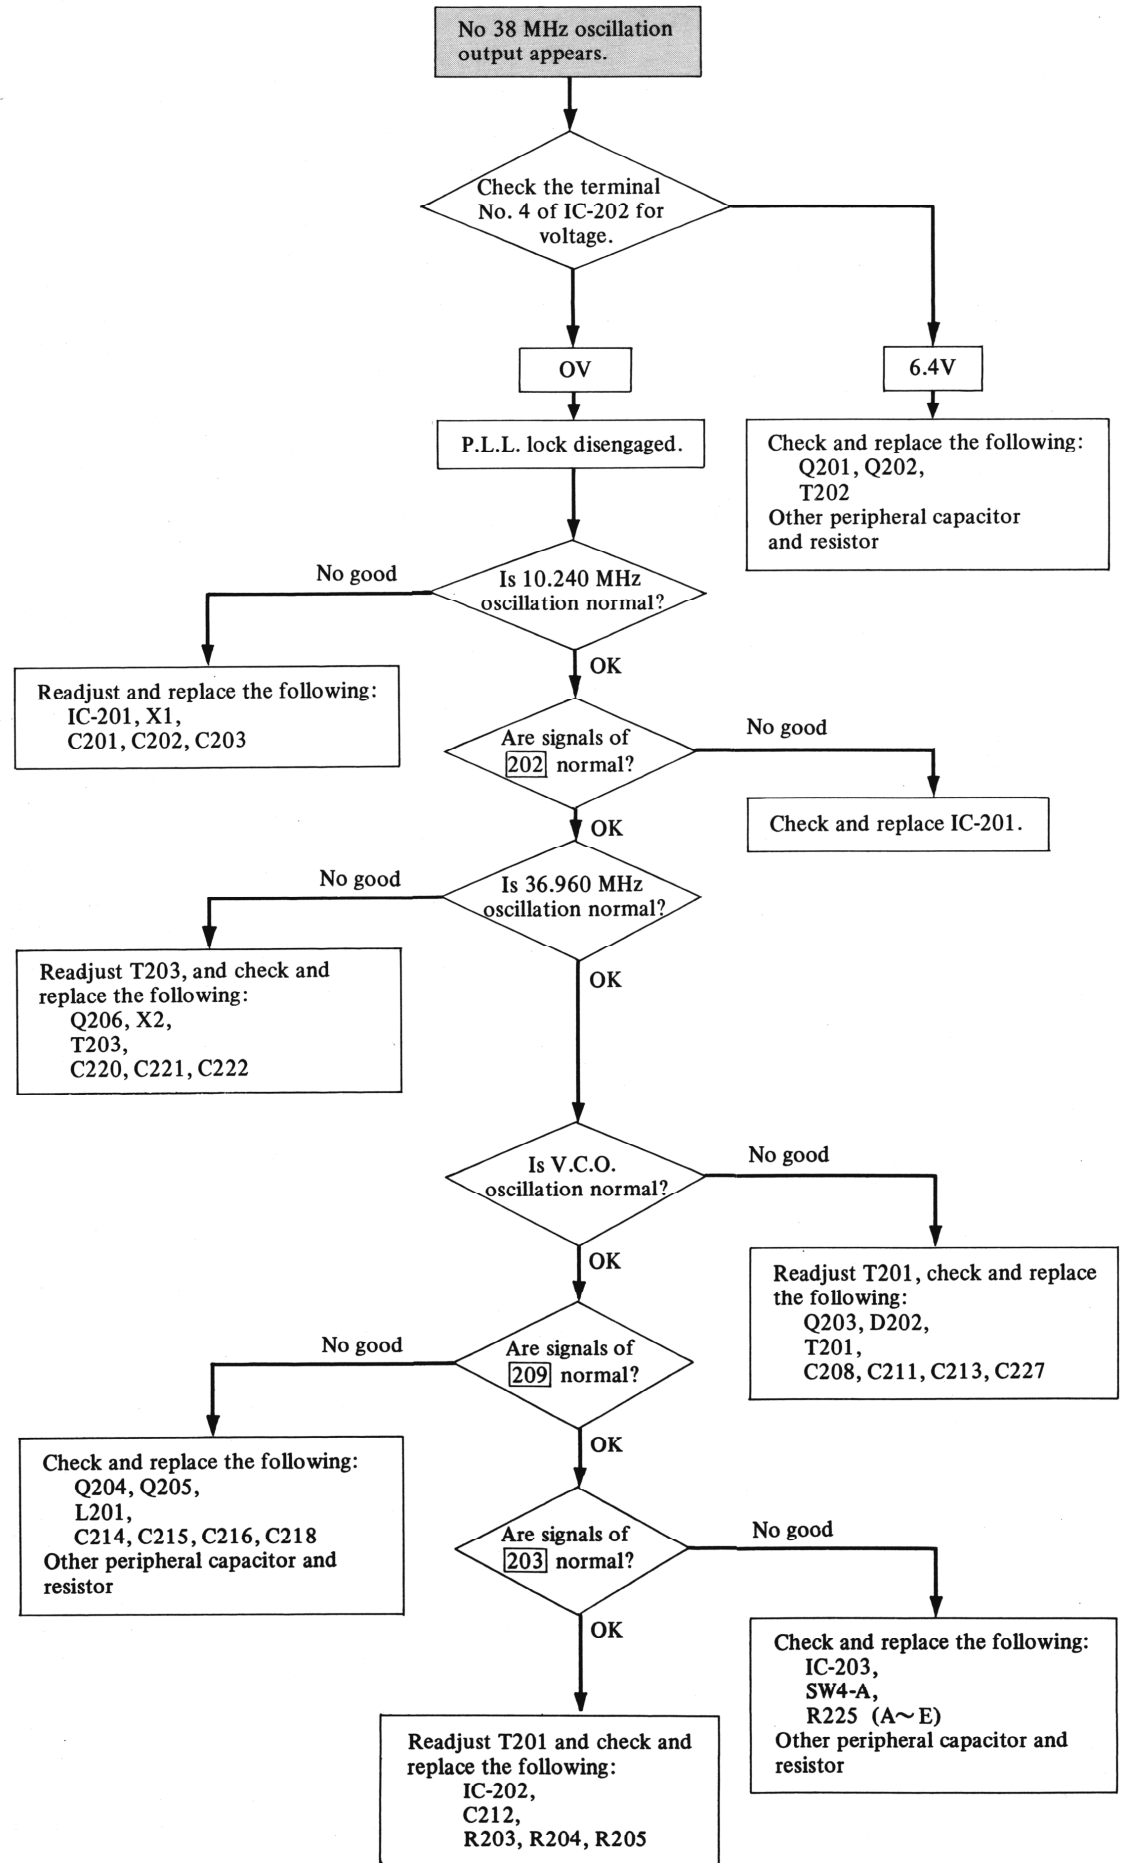 No 38 MHz oscillation
output appears.
Check the terminal
No. 4 of IC-202 for
voltage.
OV
6.4V
P.L.L. lock disengaged.
Check and replace the following:
Q201, Q202,
T202
Other peripheral capacitor
and resistor
No good
Is 10.240 MHz
oscillation normal?
OK
Readjust and replace the following:
IC-201, X1,
C201, C202, C203
Are signals of
202 normal?
No good
OK
Check and replace IC-201.
No good
Is 36.960 MHz
oscillation normal?
OK
Readjust T203, and check and
replace the following:
Q206, X2,
T203,
C220, C221, C222
Is V.C.O.
oscillation normal?
No good
OK
Readjust T201, check and replace
the following:
Q203, D202,
T201,
C208, C211, C213, C227
No good
Are signals of
209 normal?
OK
Check and replace the following:
Q204, Q205,
L201,
C214, C215, C216, C218
Other peripheral capacitor and
resistor
Are signals of
203 normal?
No good
OK
Check and replace the following:
IC-203,
SW4-A,
R225 (A~E)
Other peripheral capacitor and
resistor
Readjust T201 and check and
replace the following:
IC-202,
C212,
R203, R204, R205